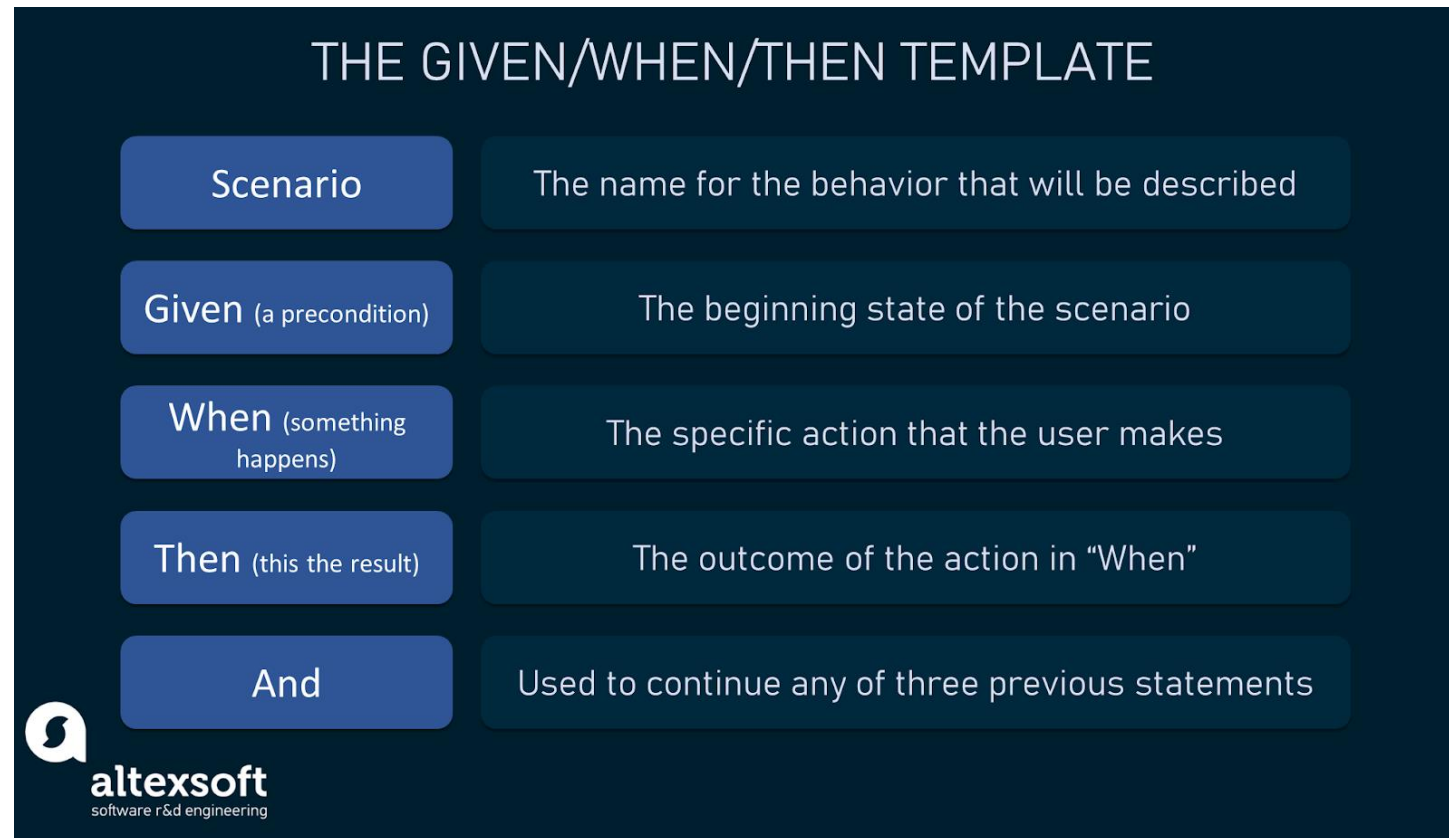 THE GIVEN/WHEN/THEN TEMPLATE
Scenario
The name for the behavior that will be described
Given (a precondition)
The beginning state of the scenario
When (something
happens)
The specific action that the user makes
Then (this the result)
The outcome of the action in “When”
And
Used to continue any of three previous statements
altexsoft
software r&d engineering